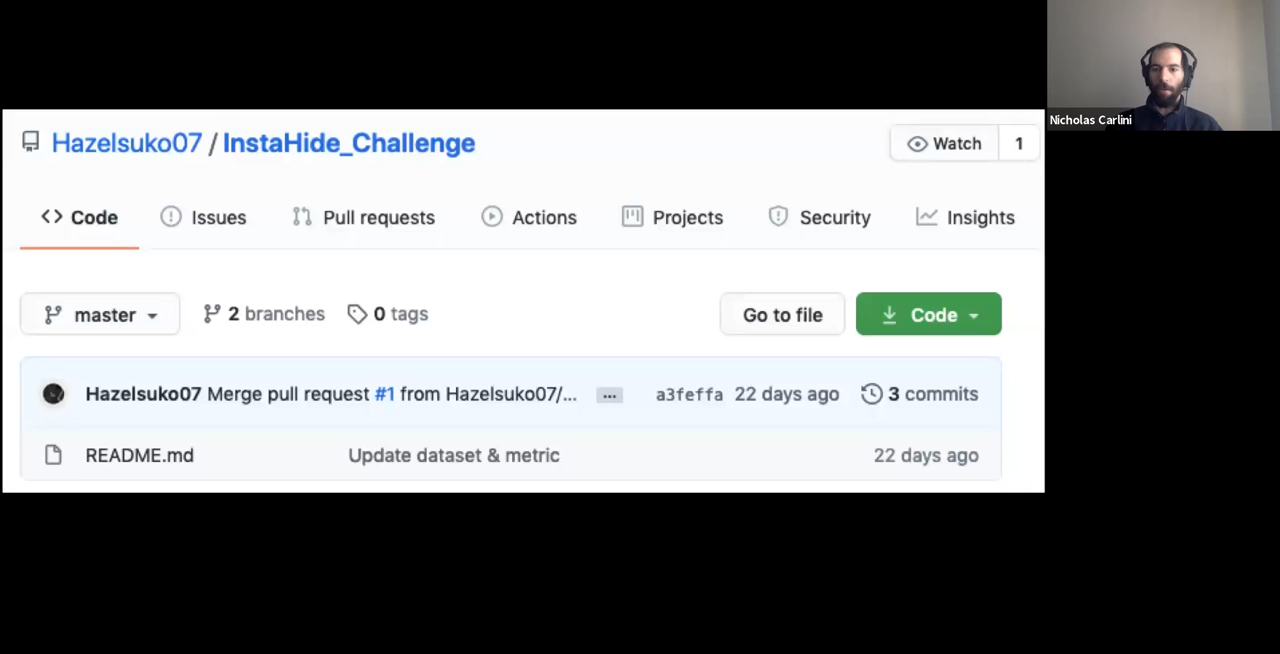 Hazelsuko07 / InstaHide_Challenge
Watch 1
Nicholas Carlini
Code Issues Pull requests Actions Projects Security Insights
master 2 branches 0 tags Go to file Code
Hazelsuko07 Merge pull request #1 from Hazelsuko07/... ... a3feffa 22 days ago 3 commits
README.md Update dataset & metric 22 days ago